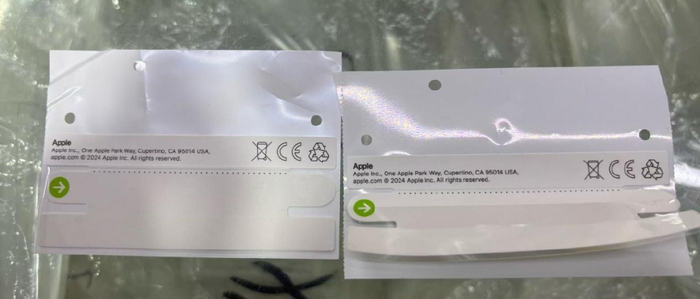 Apple
Apple Inc., One Apple Park Way, Cupertino, CA 95014 USA,
apple.com © 2024 Apple Inc. All rights reserved.
CE
Apple
Apple Inc., One Apple Park Way, Cupertino, CA 95014 USA,
apple.com © 2024 Apple Inc. All rights reserved.
CE